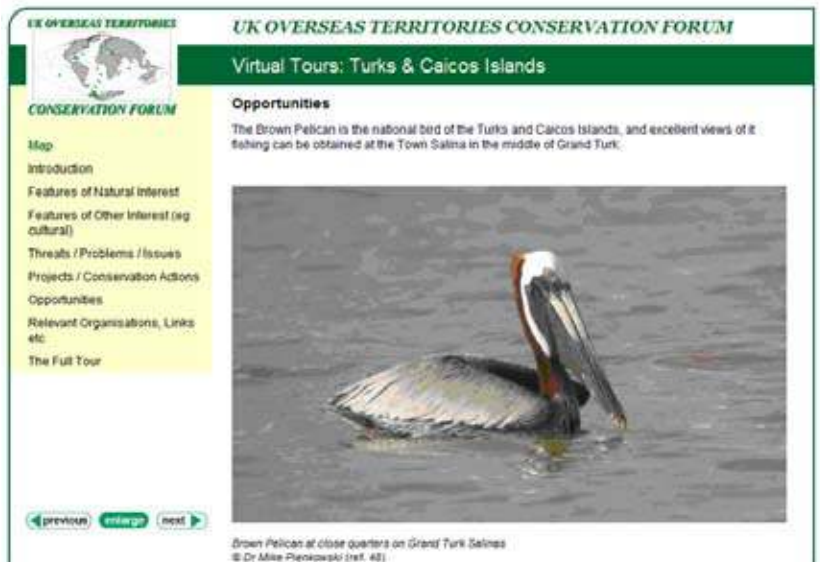 UK OVERSEAS TERRITORIES
CONSERVATION FORUM
UK OVERSEAS TERRITORIES CONSERVATION FORUM
Virtual Tours: Turks & Caicos Islands
Map
Introduction
Features of Natural Interest
Features of Other Interest (eg
cultural)
Threats / Problems / Issues
Projects / Conservation Actions
Opportunities
Relevant Organisations, Links
etc
The Full Tour
previous
enlarge
next
Opportunities
The Brown Pelican is the national bird of the Turks and Caicos Islands, and excellent views of it
fishing can be obtained at the Town Salina in the middle of Grand Turk.
Brown Pelican at close quarters on Grand Turk Salinas
© Dr Mike Pienkowski (ref. 48)